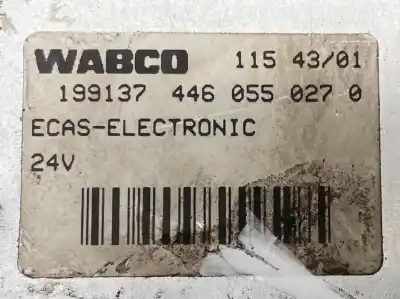 WABCO 115 43/01
199137 446 055 027 0
ECAS-ELECTRONIC
24V